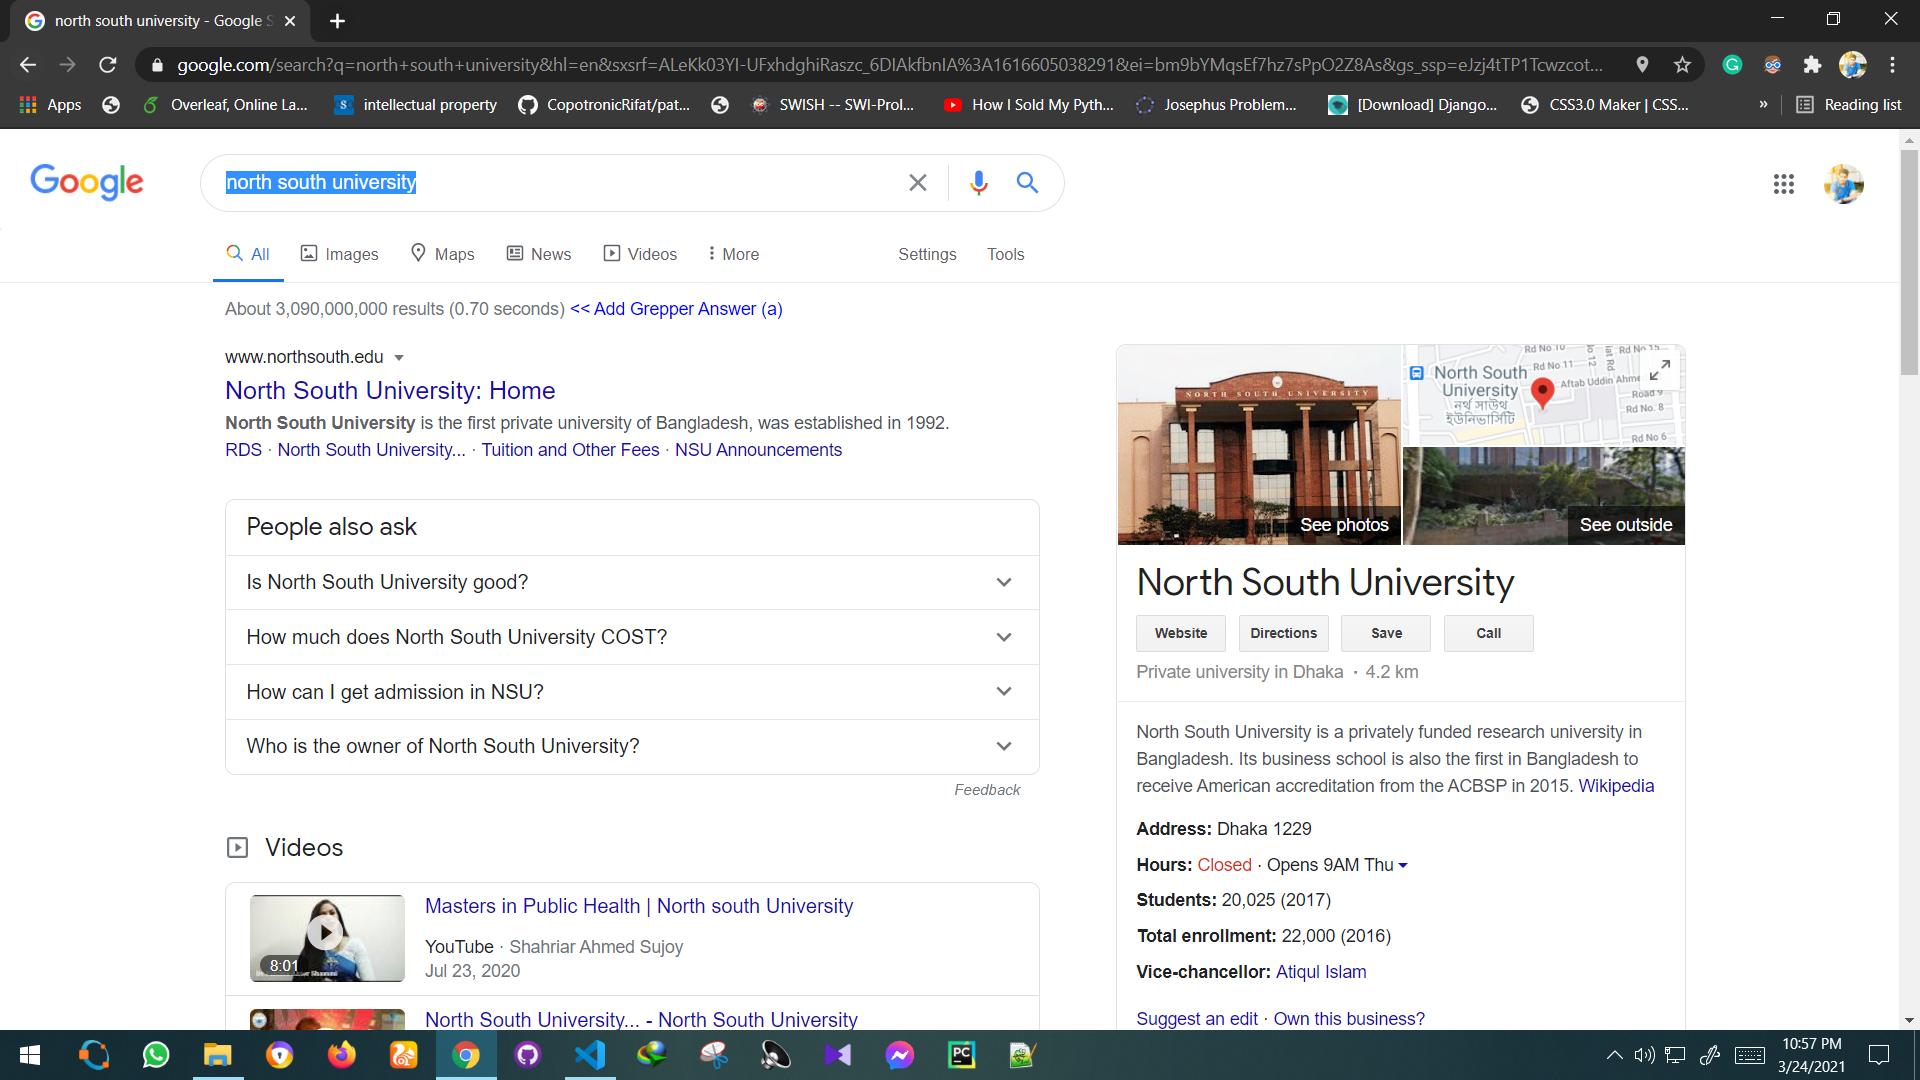 north south university - Google S
google.com/search?q=north+south+university&hl=en&sxsrf=ALeKk03YI-UFxhdghiRaszc_6DIAkfbnIA%3A1616605038291&ei=bm9bYMqsEf7hz7sPpO2Z8As&gs_ssp=eJzj4tTP1Tcwzcot...
Apps
Overleaf, Online La...
intellectual property
CopotronicRifat/pat...
SWISH -- SWI-Prol...
How I Sold My Pyth...
Josephus Problem...
[Download] Django...
CSS3.0 Maker | CSS...
»
Reading list
Google
north south university
All
Images
Maps
News
Videos
More
Settings
Tools
About 3,090,000,000 results (0.70 seconds) << Add Grepper Answer (a)
www.northsouth.edu
North South University: Home
North South University is the first private university of Bangladesh, was established in 1992.
RDS · North South University... · Tuition and Other Fees · NSU Announcements
People also ask
Is North South University good?
How much does North South University COST?
How can I get admission in NSU?
Who is the owner of North South University?
Feedback
Videos
8:01
Masters in Public Health | North south University
YouTube · Shahriar Ahmed Sujoy
Jul 23, 2020
North South University... - North South University
NORTH SOUTH UNIVERSITY
See photos
Rd No 10
Rd No 15
Rd No 11
Rd No 12
North South
University
নর্থ সাউথ
ইউনিভার্সিটি
Aftab Uddin Ahme
Road 9
Rd No. 8
Rd No 6
See outside
North South University
Website
Directions
Save
Call
Private university in Dhaka · 4.2 km
North South University is a privately funded research university in
Bangladesh. Its business school is also the first in Bangladesh to
receive American accreditation from the ACBSP in 2015. Wikipedia
Address: Dhaka 1229
Hours: Closed · Opens 9AM Thu
Students: 20,025 (2017)
Total enrollment: 22,000 (2016)
Vice-chancellor: Atiqul Islam
Suggest an edit · Own this business?
PC
10:57 PM
3/24/2021